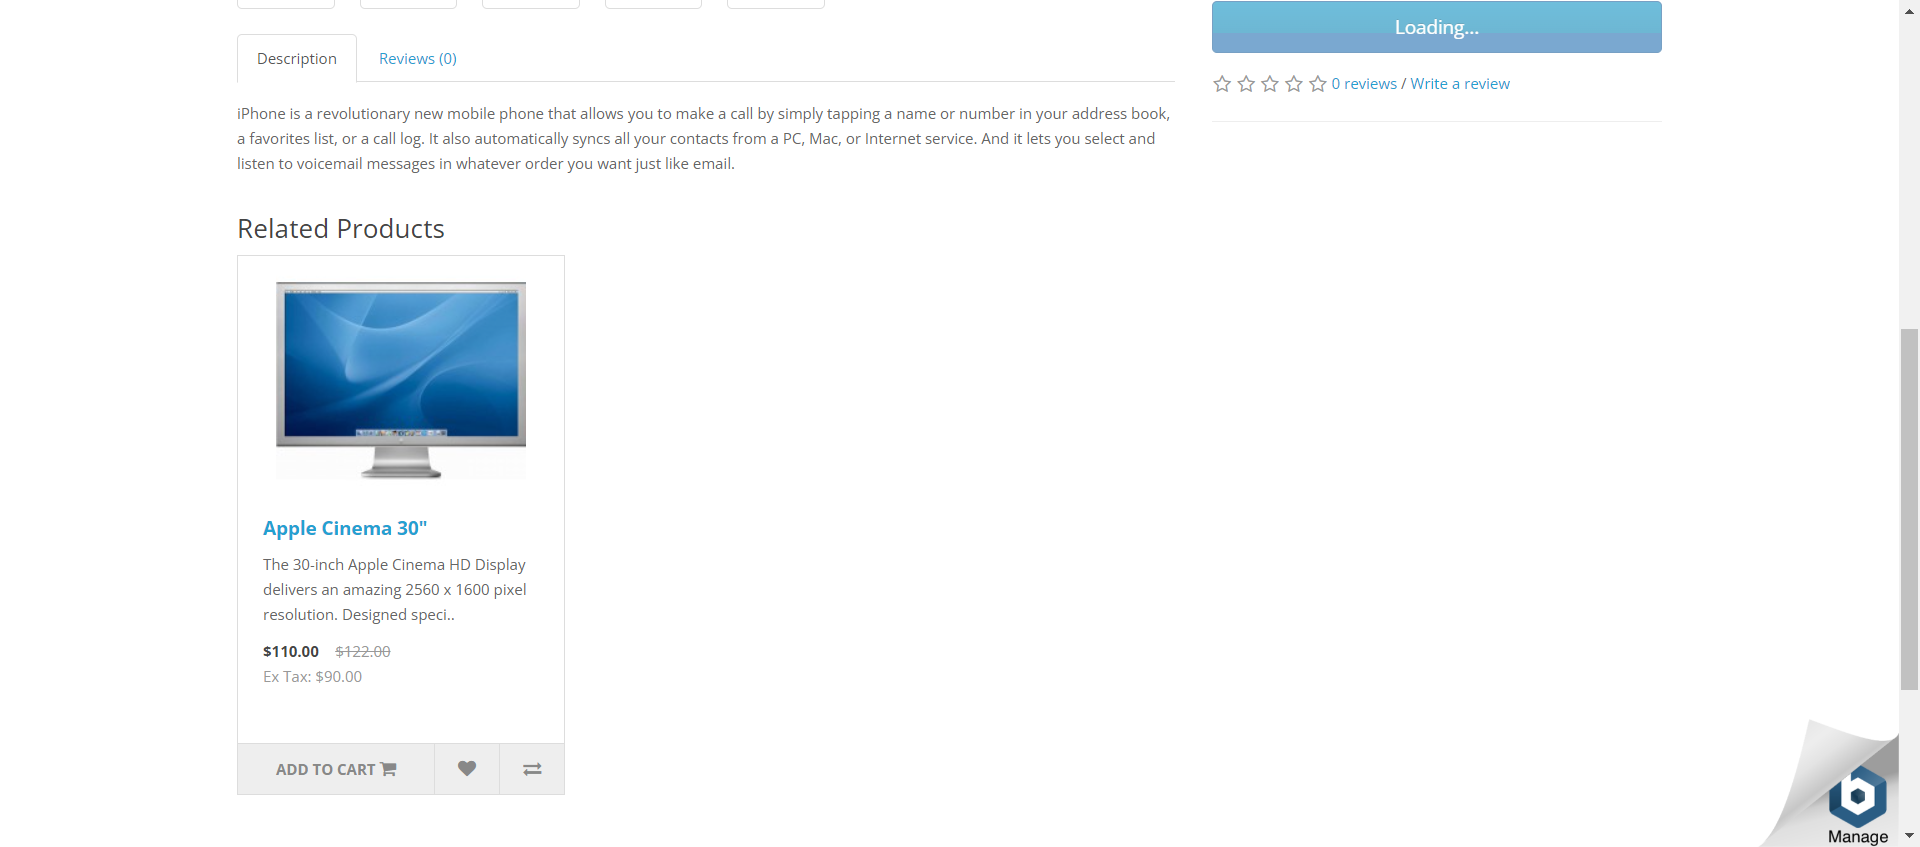 Loading...
Description
Reviews (0)
0 reviews / Write a review
iPhone is a revolutionary new mobile phone that allows you to make a call by simply tapping a name or number in your address book,
a favorites list, or a call log. It also automatically syncs all your contacts from a PC, Mac, or Internet service. And it lets you select and
listen to voicemail messages in whatever order you want just like email.
Related Products
Apple Cinema 30"
The 30-inch Apple Cinema HD Display
delivers an amazing 2560 x 1600 pixel
resolution. Designed speci..
$110.00 $122.00
Ex Tax: $90.00
ADD TO CART
b
Manage